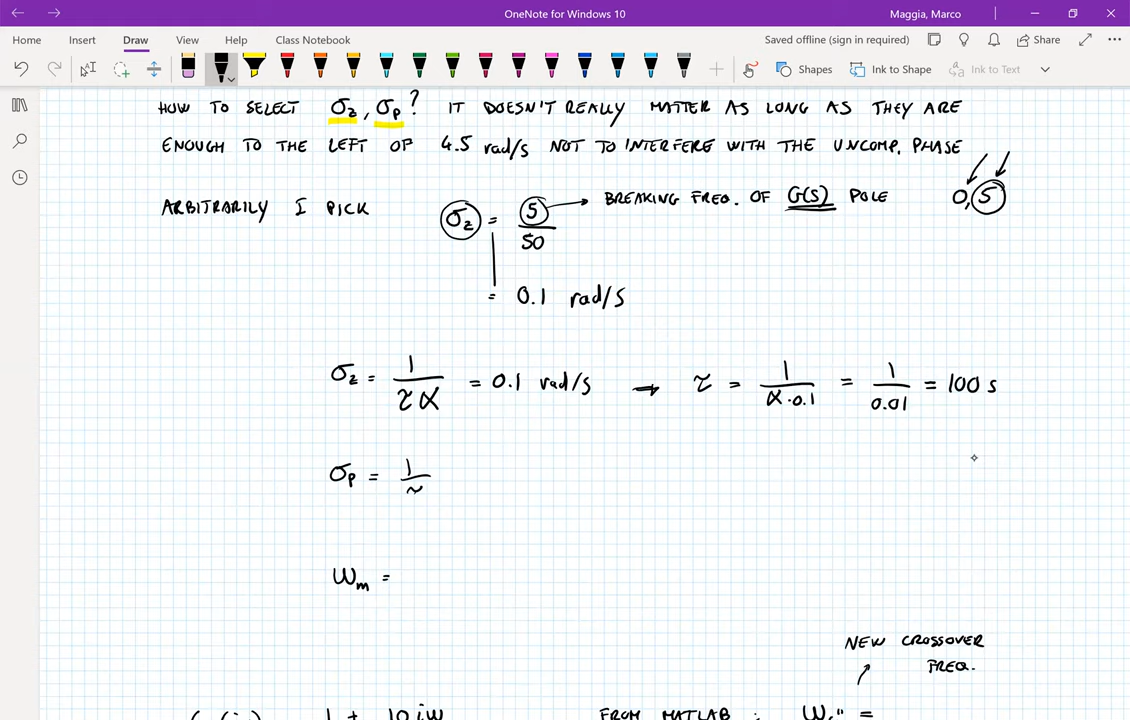 OneNote for Windows 10
Maggia, Marco
Home Insert Draw View Help Class Notebook
Saved offline (sign in required) Share
Shapes Ink to Shape Ink to Text
HOW TO SELECT σz, σp? IT DOESN'T REALLY MATTER AS LONG AS THEY ARE
ENOUGH TO THE LEFT OF 4.5 rad/s NOT TO INTERFERE WITH THE UNCOMP. PHASE
ARBITRARILY I PICK σz = 5/50 → BREAKING FREQ. OF G(S) POLE 0, 5
= 0.1 rad/s
σz = 1/τα = 0.1 rad/s → τ = 1/α·0.1 = 1/0.01 = 100 s
σp = 1/τ
ωm =
NEW CROSSOVER
FREQ.
1 + 10jω FROM MATLAB : ωc" =